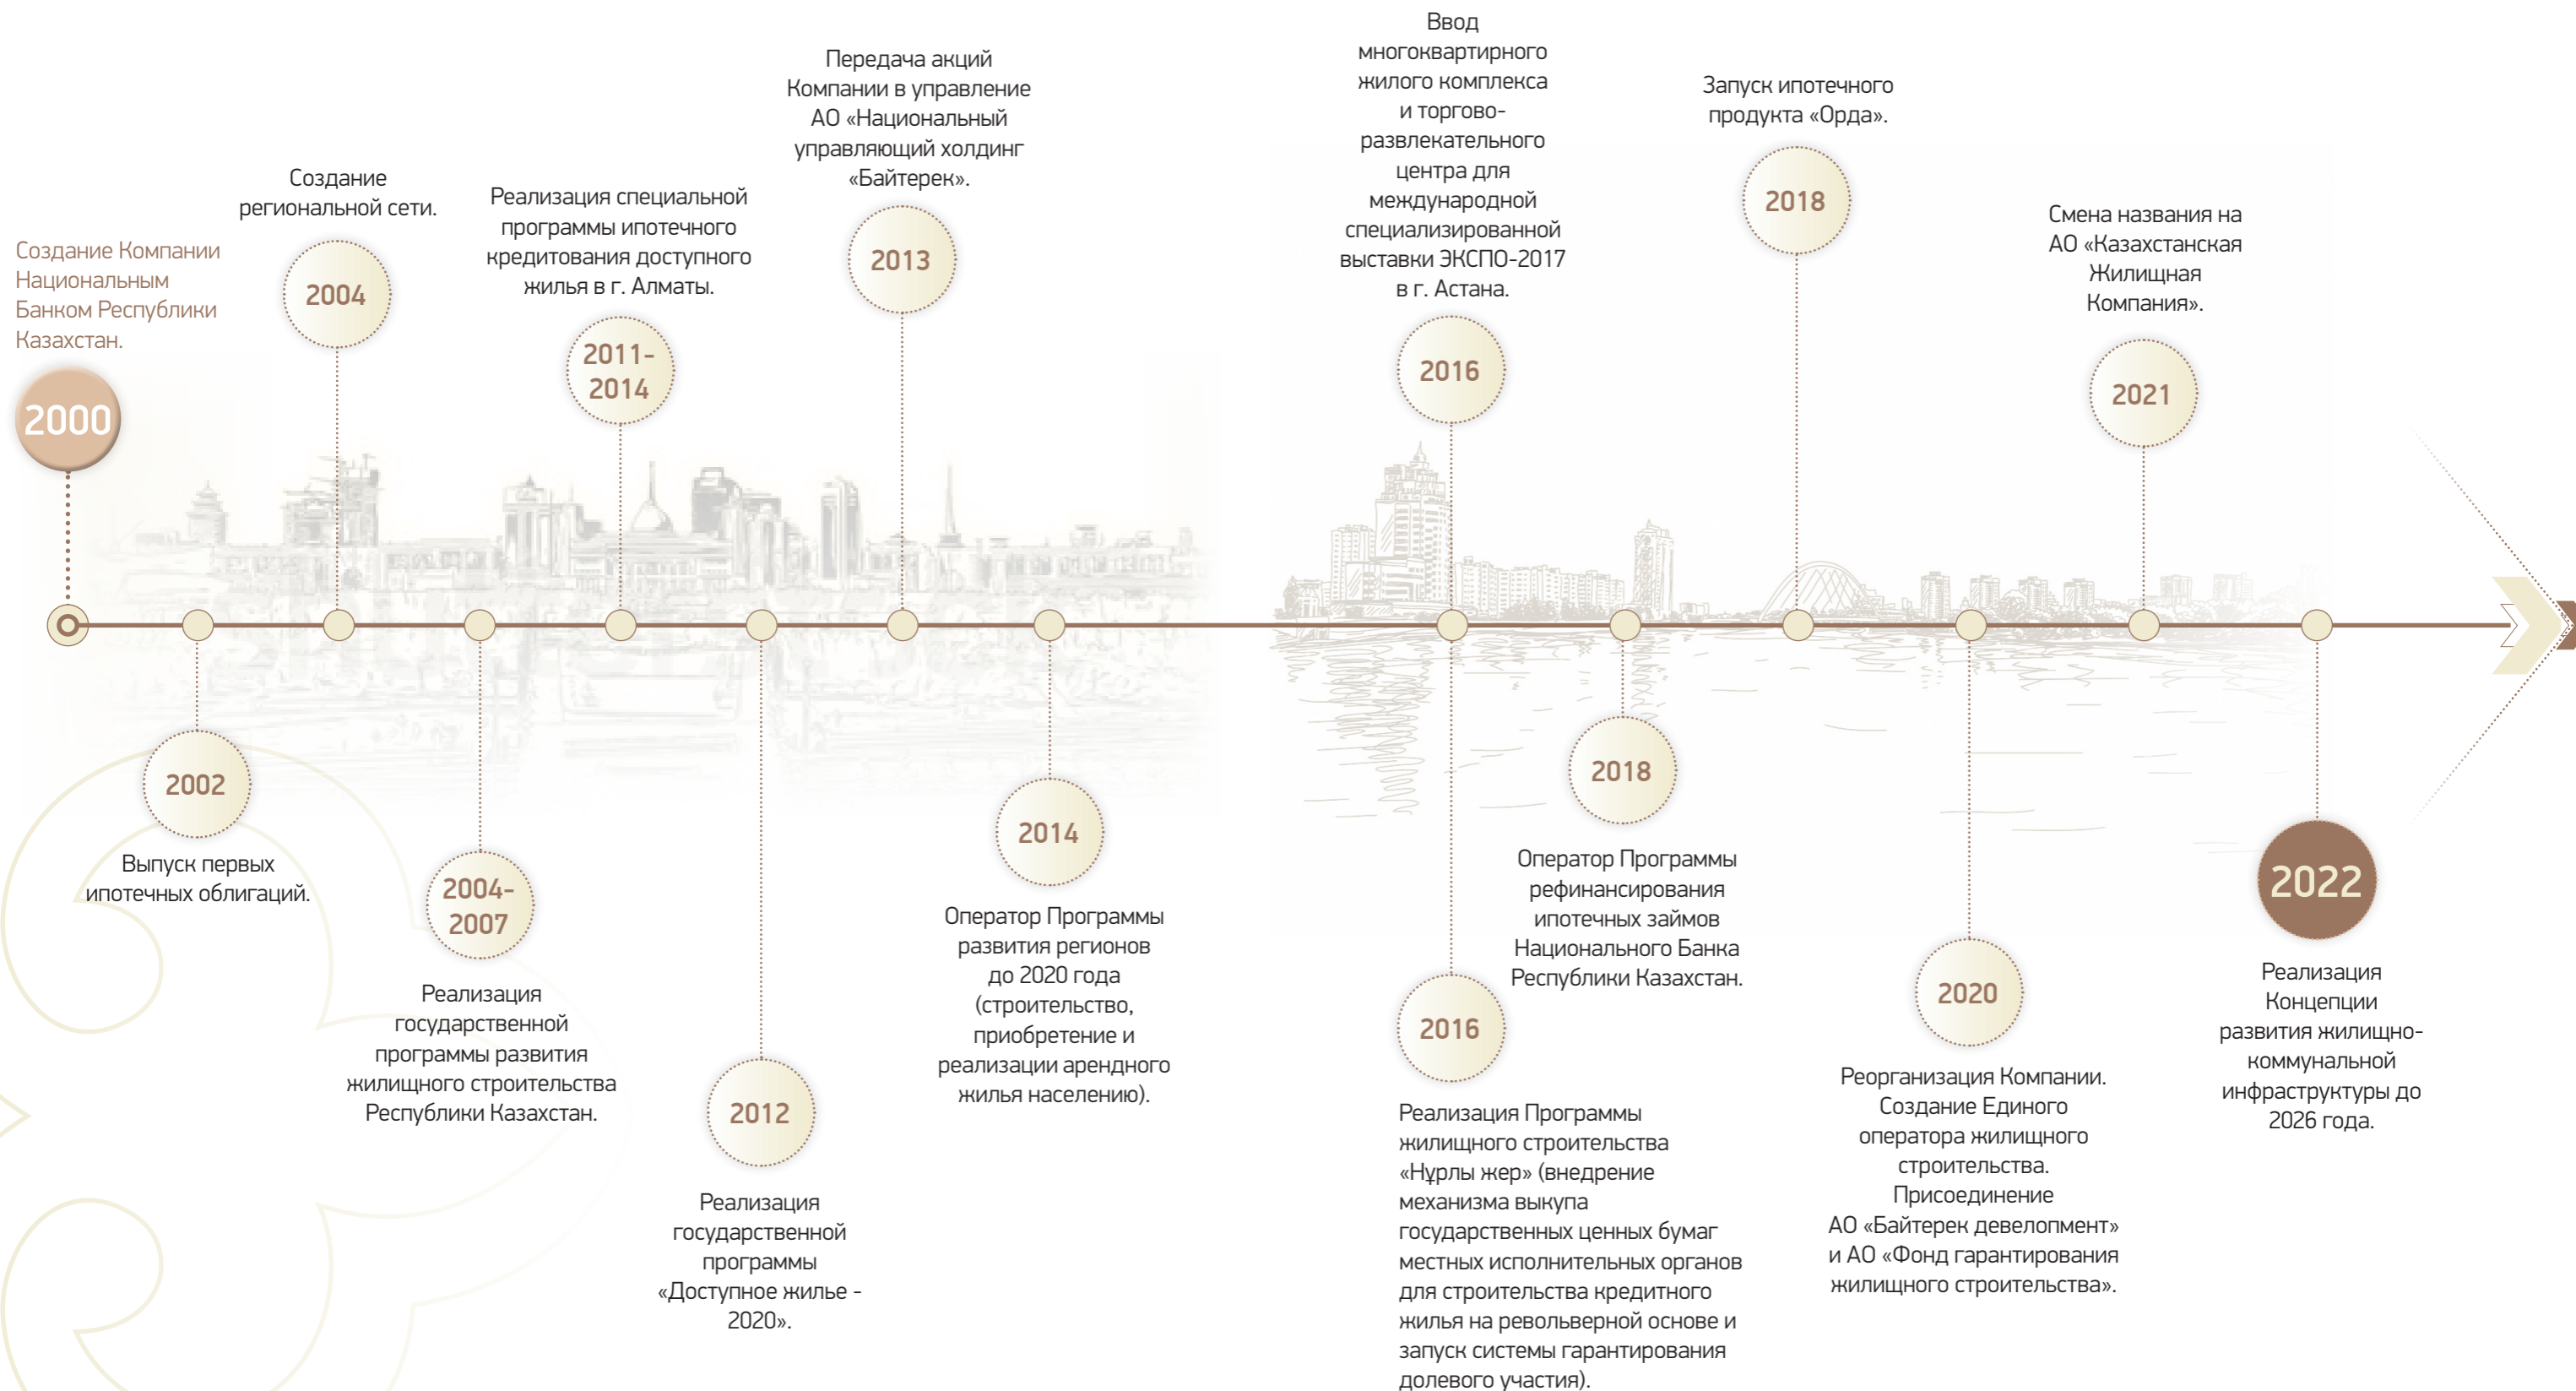 Создание Компании
Национальным
Банком Республики
Казахстан.
2000
2002
Выпуск первых
ипотечных облигаций.
Создание
региональной сети.
2004
2004-
2007
Реализация
государственной
программы развития
жилищного строительства
Республики Казахстан.
Реализация специальной
программы ипотечного
кредитования доступного
жилья в г. Алматы.
2011-
2014
2012
Реализация
государственной
программы
«Доступное жилье -
2020».
Передача акций
Компании в управление
АО «Национальный
управляющий холдинг
«Байтерек».
2013
2014
Оператор Программы
развития регионов
до 2020 года
(строительство,
приобретение и
реализации арендного
жилья населению).
Ввод
многоквартирного
жилого комплекса
и торгово-
развлекательного
центра для
международной
специализированной
выставки ЭКСПО-2017
в г. Астана.
2016
2016
Реализация Программы
жилищного строительства
«Нұрлы жер» (внедрение
механизма выкупа
государственных ценных бумаг
местных исполнительных органов
для строительства кредитного
жилья на револьверной основе и
запуск системы гарантирования
долевого участия).
2018
Оператор Программы
рефинансирования
ипотечных займов
Национального Банка
Республики Казахстан.
Запуск ипотечного
продукта «Орда».
2018
2020
Реорганизация Компании.
Создание Единого
оператора жилищного
строительства.
Присоединение
АО «Байтерек девелопмент»
и АО «Фонд гарантирования
жилищного строительства».
Смена названия на
АО «Казахстанская
Жилищная
Компания».
2021
2022
Реализация
Концепции
развития жилищно-
коммунальной
инфраструктуры до
2026 года.